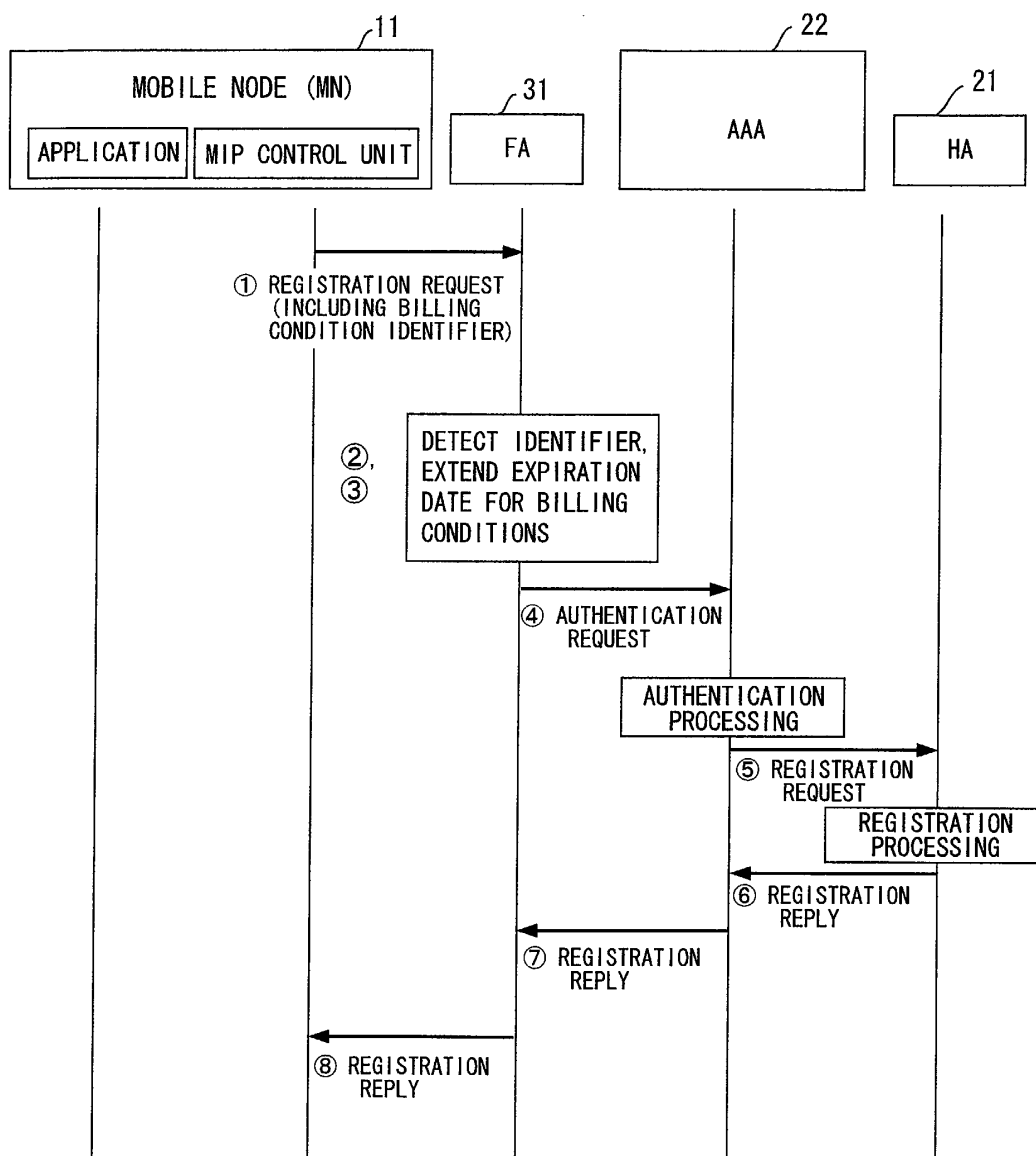 11
22
31
21
MOBILE NODE (MN)
APPLICATION
MIP CONTROL UNIT
FA
AAA
HA
① REGISTRATION REQUEST
(INCLUDING BILLING
CONDITION IDENTIFIER)
②,
③
DETECT IDENTIFIER,
EXTEND EXPIRATION
DATE FOR BILLING
CONDITIONS
④ AUTHENTICATION
REQUEST
AUTHENTICATION
PROCESSING
⑤ REGISTRATION
REQUEST
REGISTRATION
PROCESSING
⑥ REGISTRATION
REPLY
⑦ REGISTRATION
REPLY
⑧ REGISTRATION
REPLY